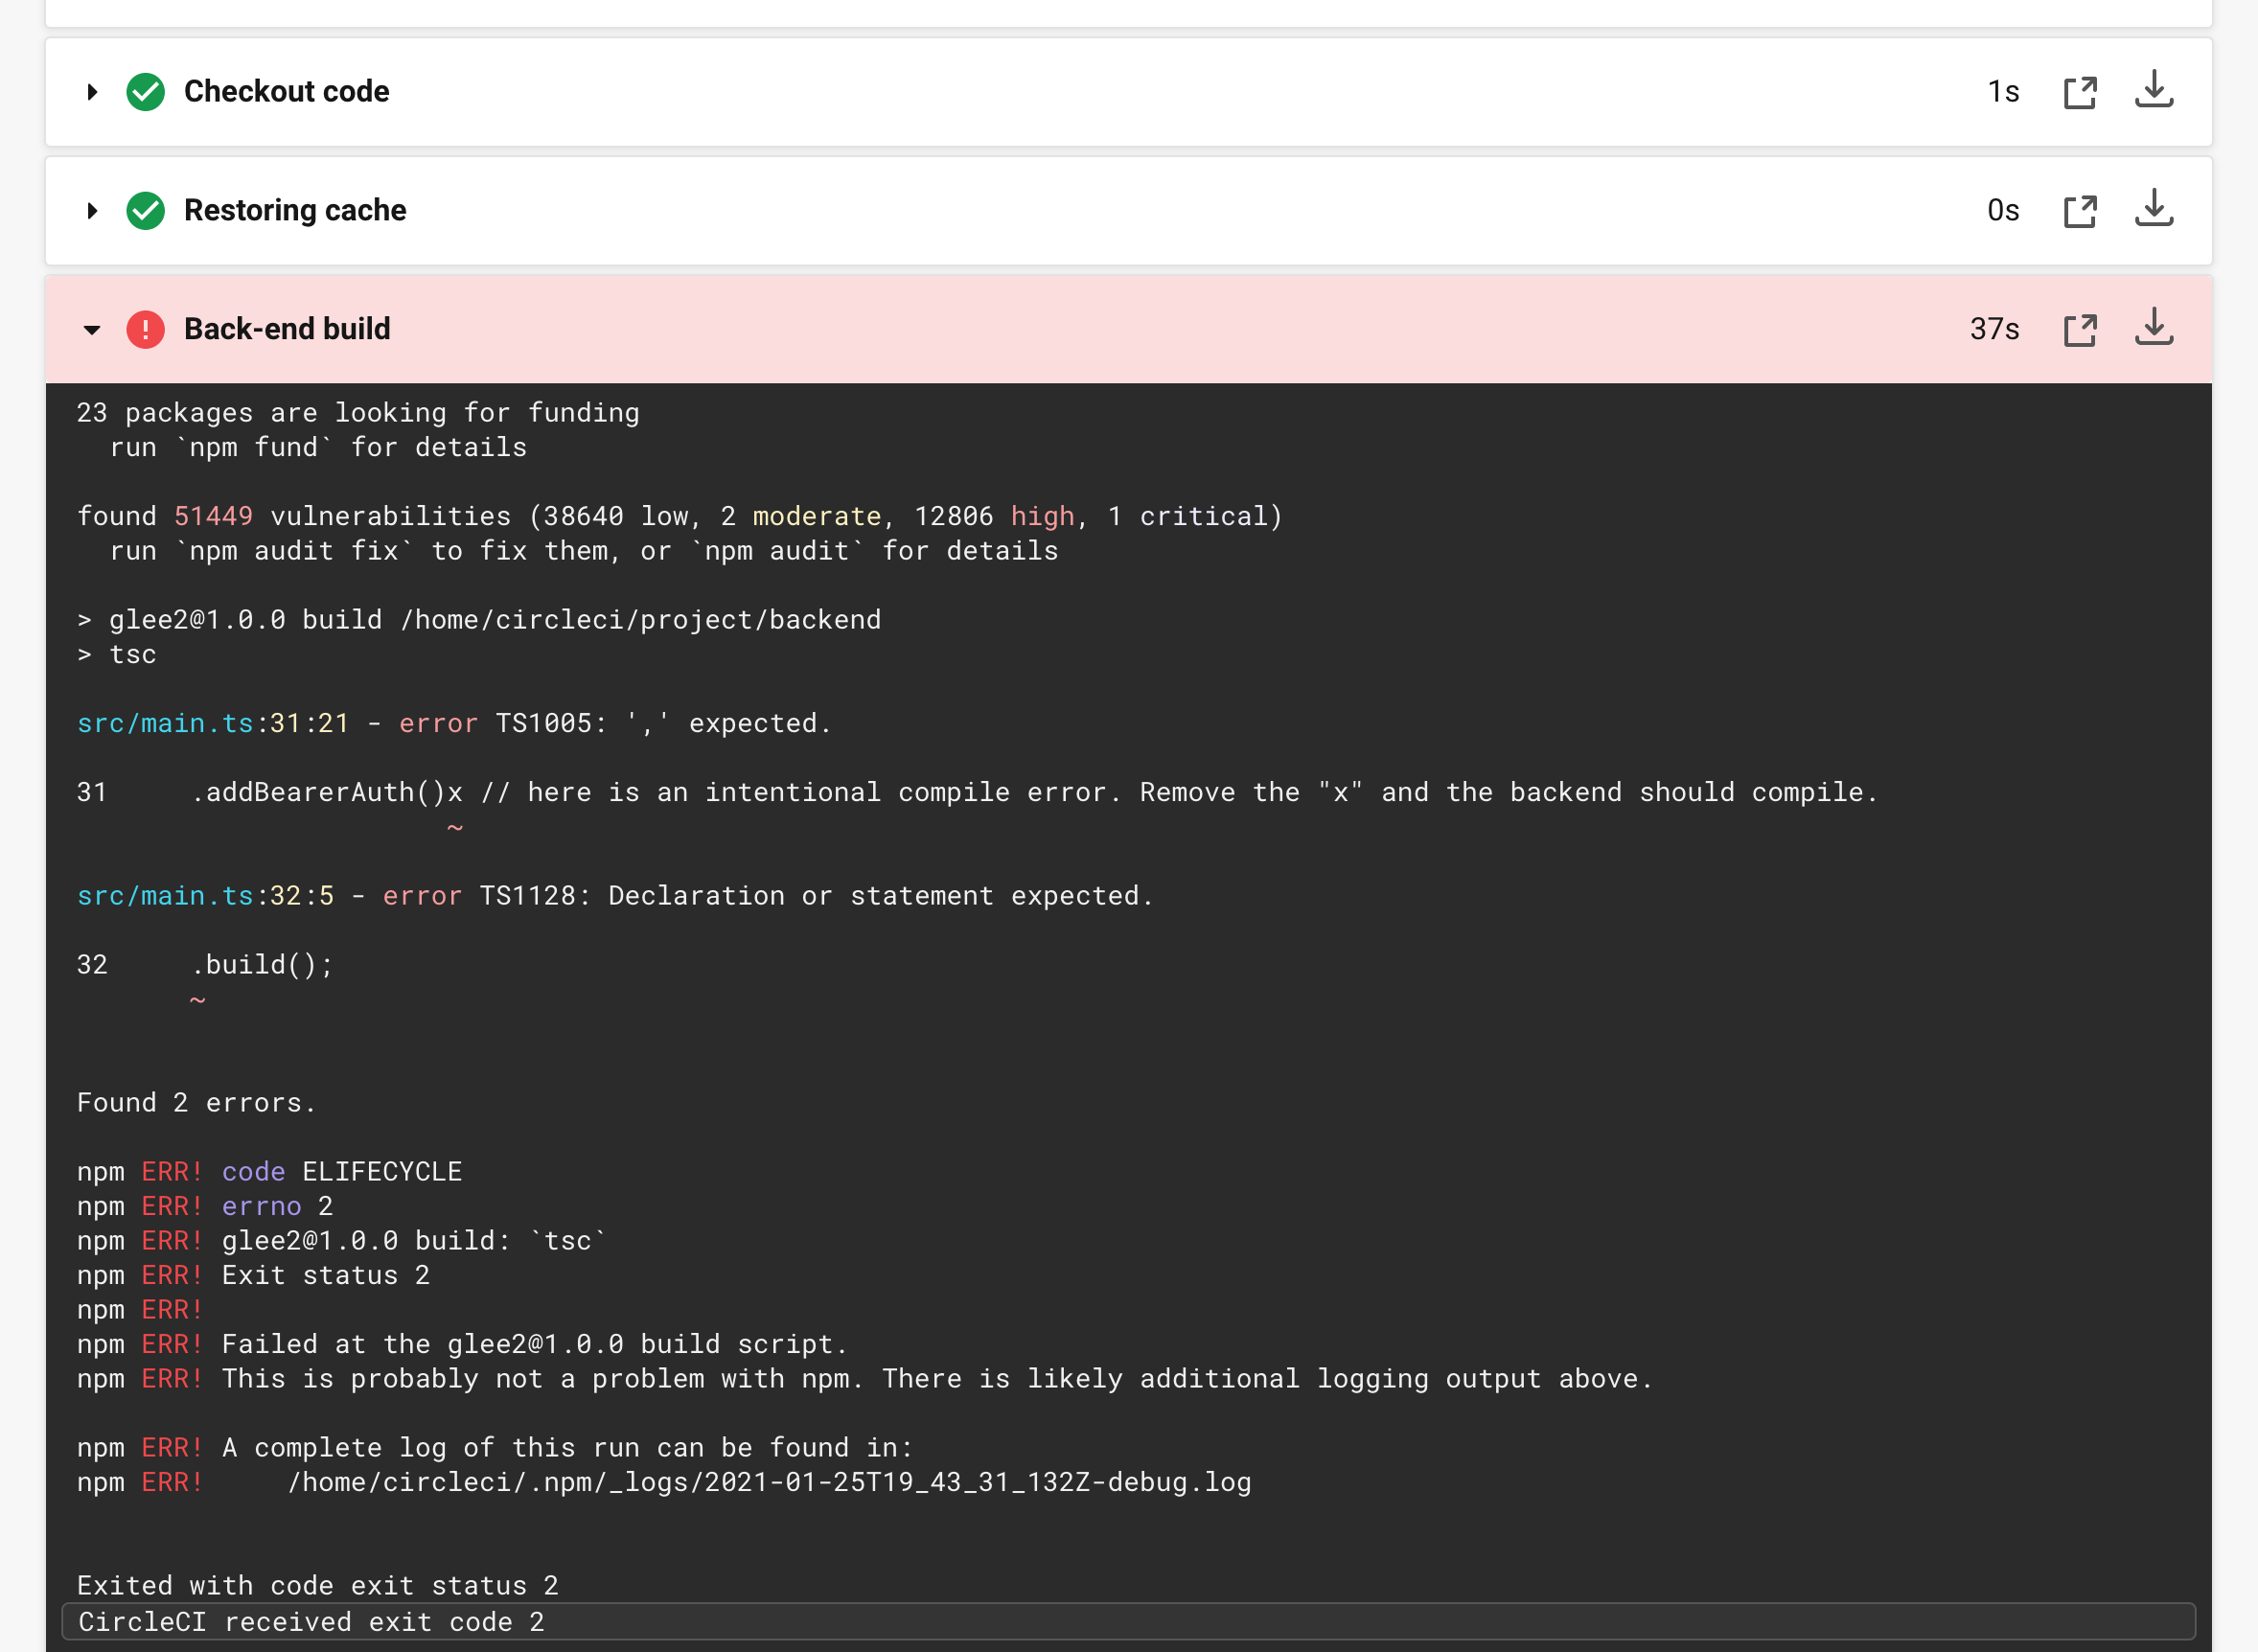 Checkout code 1s
Restoring cache 0s
Back-end build 37s
23 packages are looking for funding
  run `npm fund` for details

found 51449 vulnerabilities (38640 low, 2 moderate, 12806 high, 1 critical)
  run `npm audit fix` to fix them, or `npm audit` for details

> glee2@1.0.0 build /home/circleci/project/backend
> tsc

src/main.ts:31:21 - error TS1005: ',' expected.

31     .addBearerAuth()x // here is an intentional compile error. Remove the "x" and the backend should compile.
                       ~

src/main.ts:32:5 - error TS1128: Declaration or statement expected.

32     .build();
       ~

Found 2 errors.

npm ERR! code ELIFECYCLE
npm ERR! errno 2
npm ERR! glee2@1.0.0 build: `tsc`
npm ERR! Exit status 2
npm ERR!
npm ERR! Failed at the glee2@1.0.0 build script.
npm ERR! This is probably not a problem with npm. There is likely additional logging output above.

npm ERR! A complete log of this run can be found in:
npm ERR!     /home/circleci/.npm/_logs/2021-01-25T19_43_31_132Z-debug.log

Exited with code exit status 2
CircleCI received exit code 2